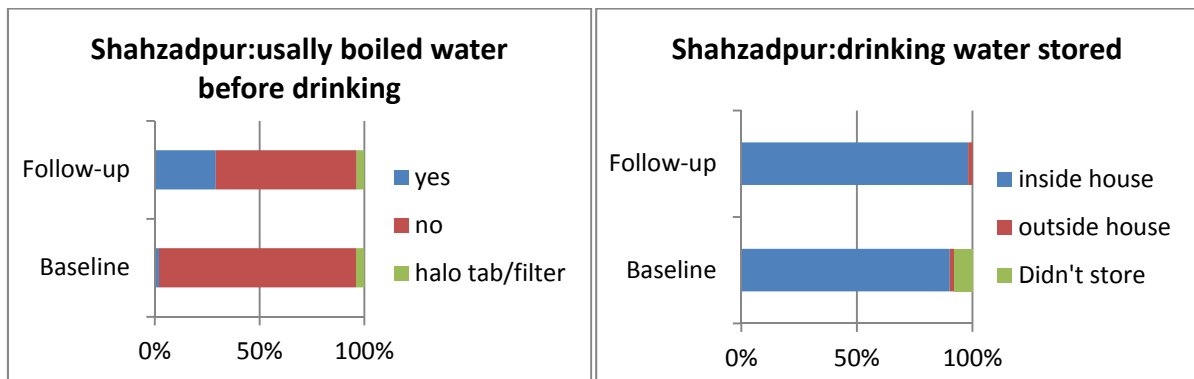 Shahzadpur:usally boiled water
before drinking
Follow-up
Baseline
0%
50%
100%
yes
no
halo tab/filter
Shahzadpur:drinking water stored
Follow-up
Baseline
0%
50%
100%
inside house
outside house
Didn't store